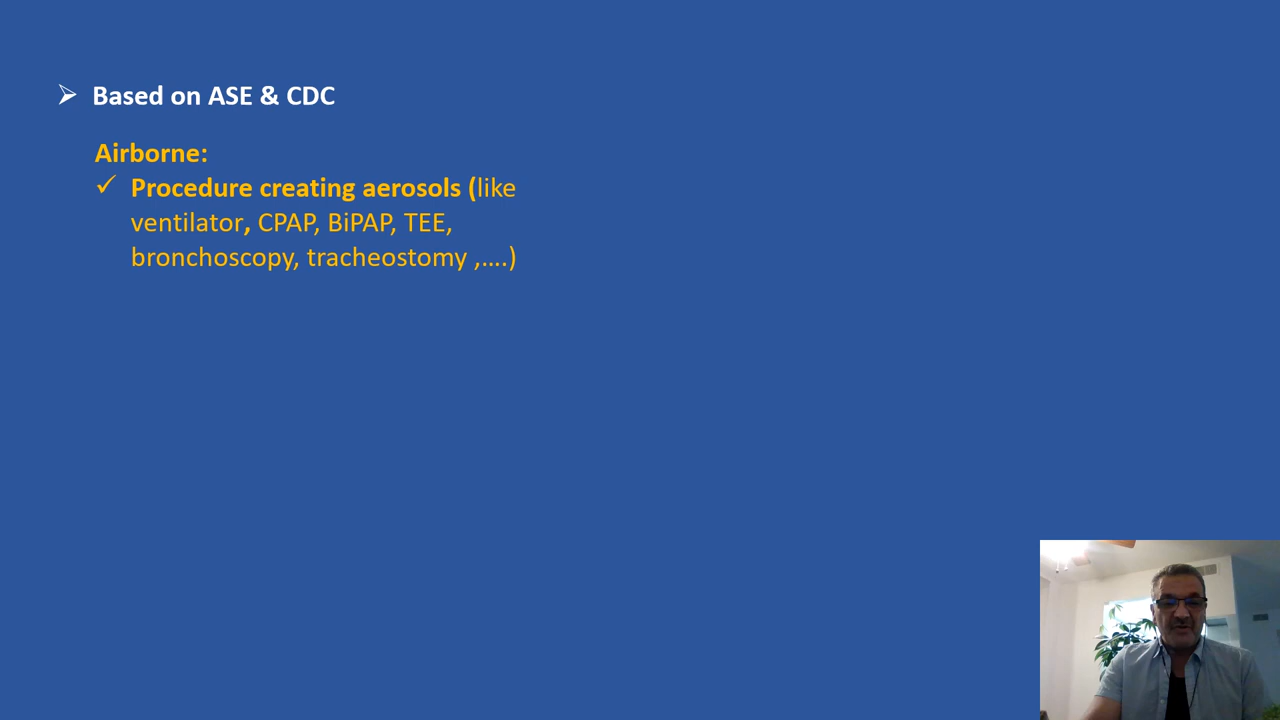 ➢ Based on ASE & CDC
Airborne:
✓ Procedure creating aerosols (like
ventilator, CPAP, BiPAP, TEE,
bronchoscopy, tracheostomy ,....)